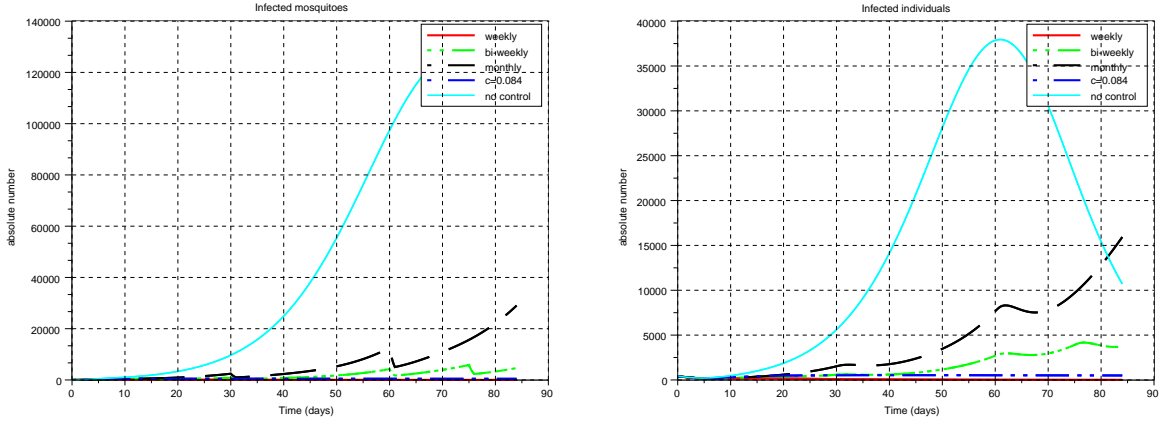 Infected mosquitoes
140000
120000
100000
80000
60000
40000
20000
0
absolute number
0 10 20 30 40 50 60 70 80 90
Time (days)
weekly
bi-weekly
monthly
c=0.084
no control
Infected individuals
40000
35000
30000
25000
20000
15000
10000
5000
0
absolute number
0 10 20 30 40 50 60 70 80 90
Time (days)
weekly
bi-weekly
monthly
c=0.084
no control